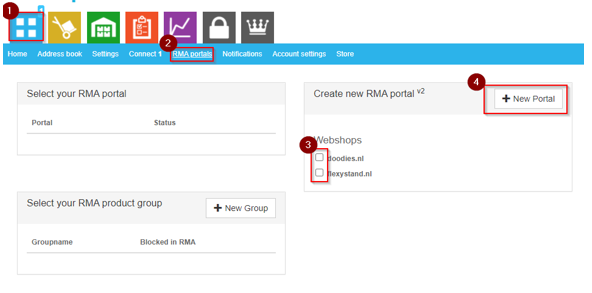 1
2
Home Address book Settings Connect 1 RMA portals Notifications Account settings Store
4
Select your RMA portal
Create new RMA portal v2
+ New Portal
Portal Status
3
Webshops
doodies.nl
flexystand.nl
Select your RMA product group
+ New Group
Groupname Blocked in RMA